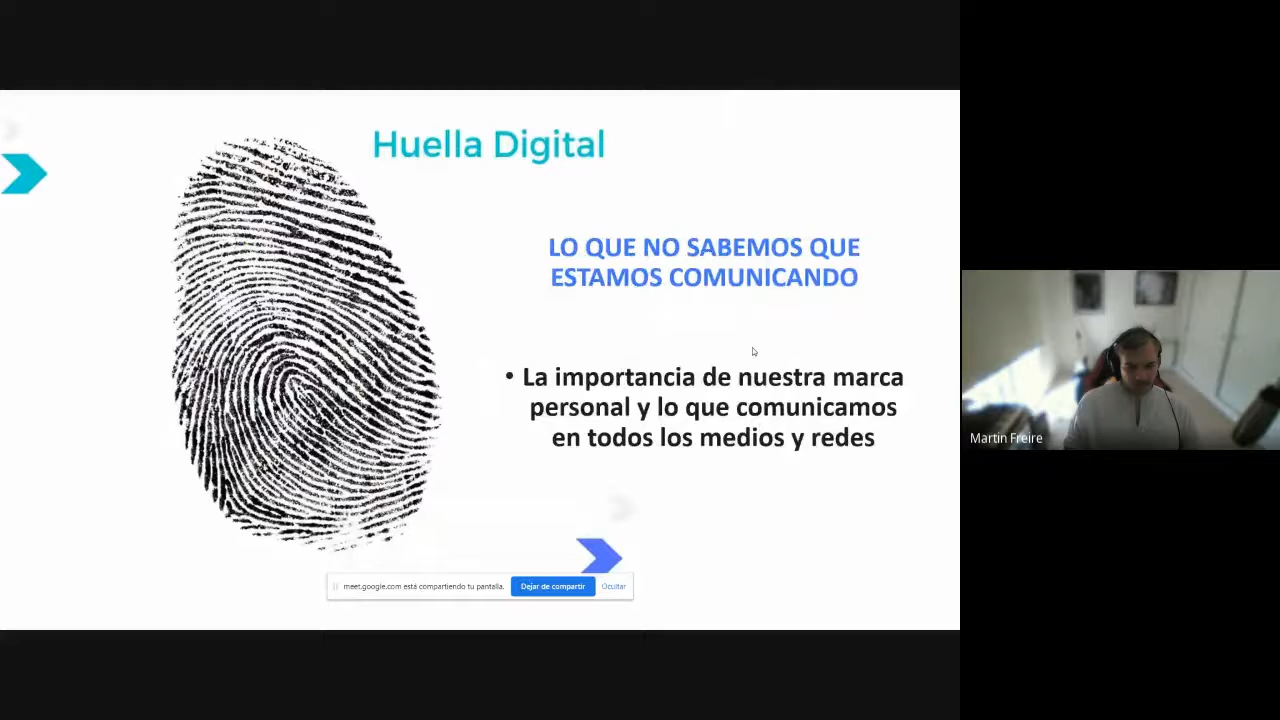 Huella Digital
LO QUE NO SABEMOS QUE
ESTAMOS COMUNICANDO
• La importancia de nuestra marca
personal y lo que comunicamos
en todos los medios y redes
meet.google.com está compartiendo tu pantalla.
Dejar de compartir
Ocultar
Martin Freire